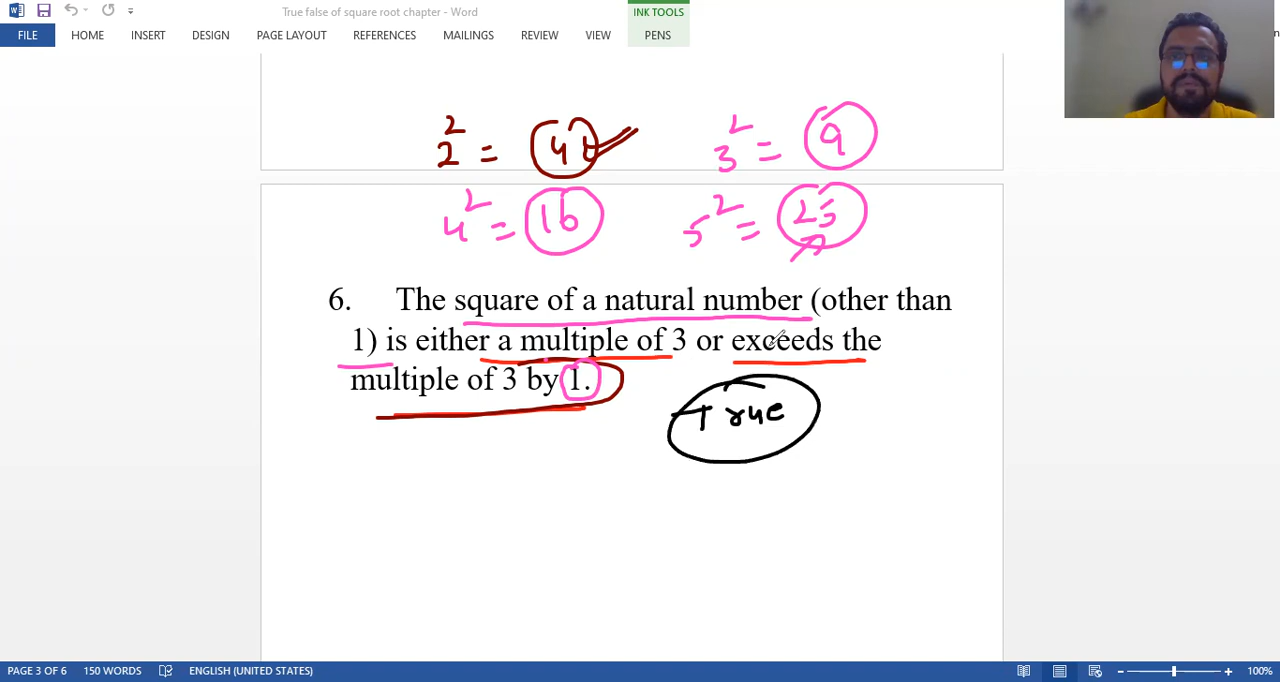 True false of square root chapter - Word
INK TOOLS
FILE HOME INSERT DESIGN PAGE LAYOUT REFERENCES MAILINGS REVIEW VIEW PENS
2² = 4 3² = 9
4² = 16 5² = 25
6. The square of a natural number (other than
1) is either a multiple of 3 or exceeds the
multiple of 3 by 1.
True
PAGE 3 OF 6 150 WORDS ENGLISH (UNITED STATES) 100%